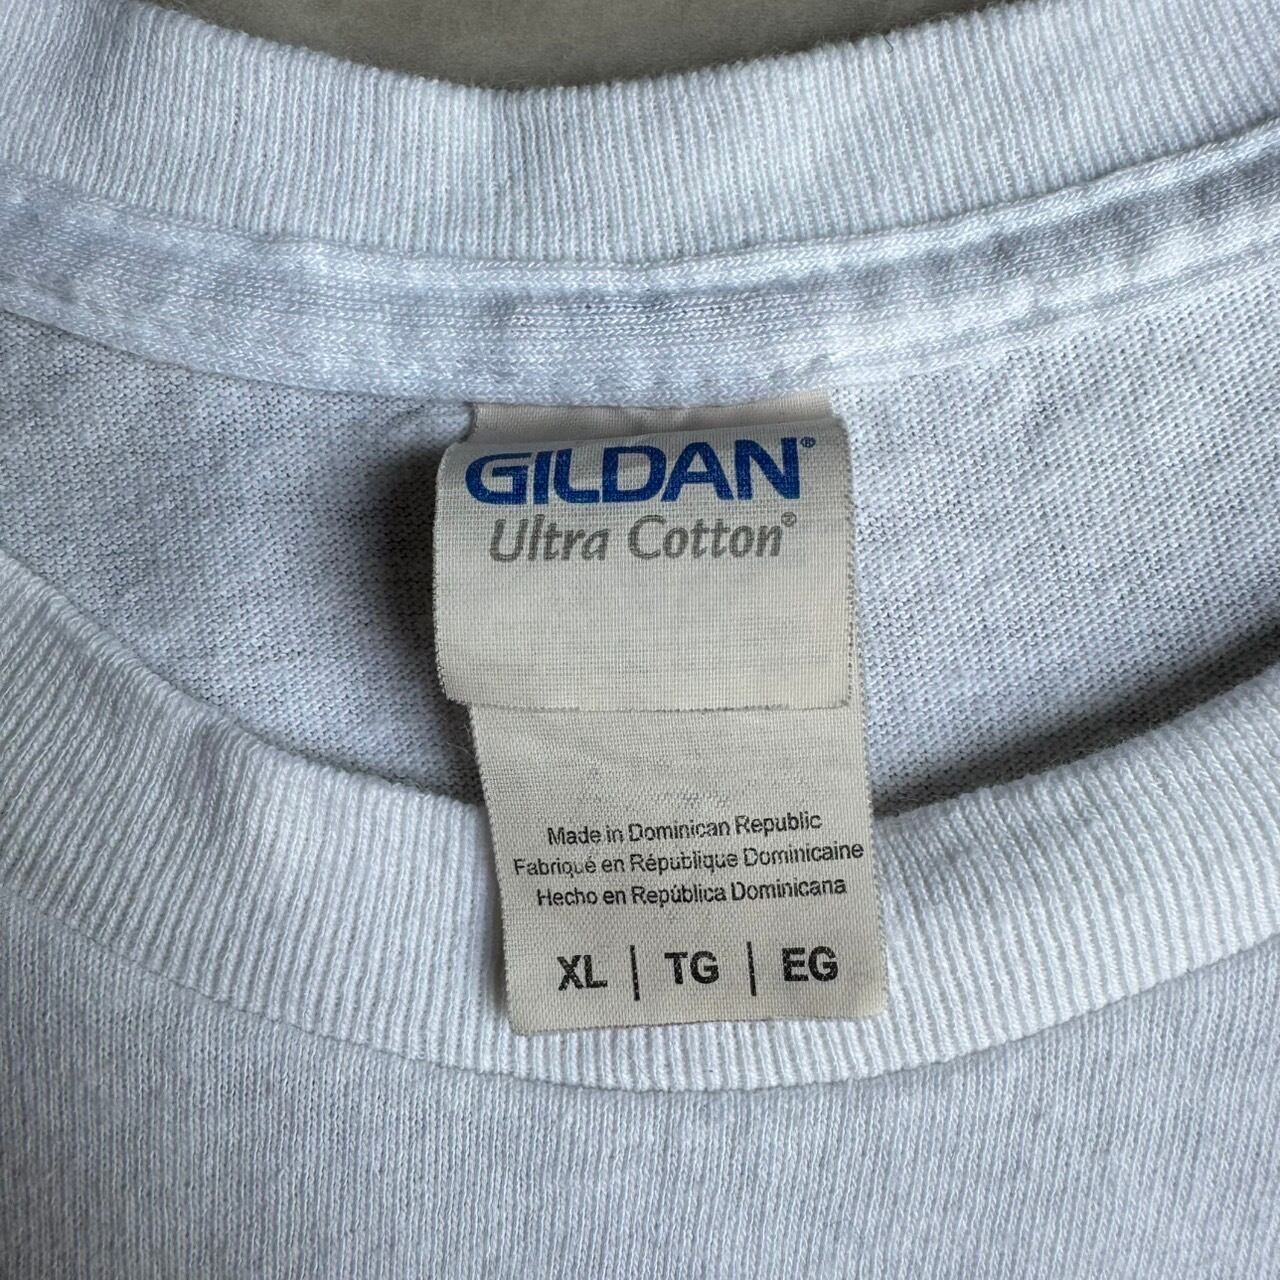 GILDAN®
Ultra Cotton®
Made in Dominican Republic
Fabriqué en République Dominicaine
Hecho en República Dominicana
XL | TG | EG